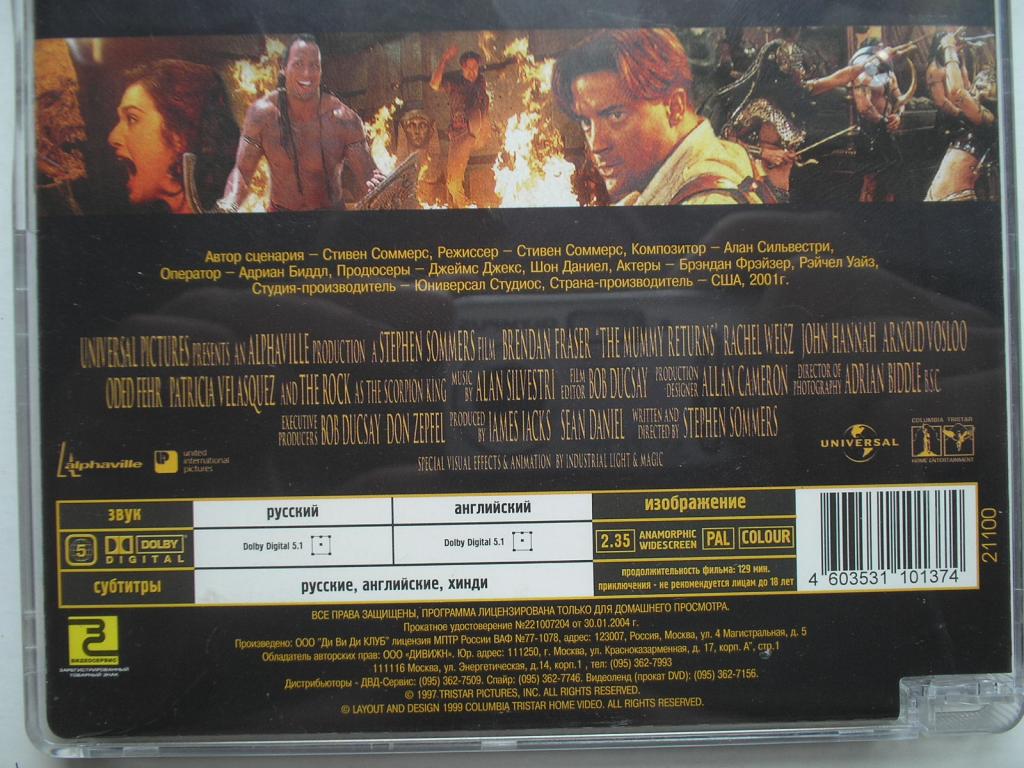 Автор сценария – Стивен Соммерс, Режиссер – Стивен Соммерс, Композитор – Алан Сильвестри,
Оператор – Адриан Биддл, Продюсеры – Джеймс Джекс, Шон Даниел, Актеры – Брэндан Фрэйзер, Рэйчел Уайз,
Студия-производитель – Юниверсал Студиос, Страна-производитель – США, 2001г.
UNIVERSAL PICTURES PRESENTS AN ALPHAVILLE PRODUCTION A STEPHEN SOMMERS FILM BRENDAN FRASER "THE MUMMY RETURNS" RACHEL WEISZ JOHN HANNAH ARNOLD VOSLOO
ODED FEHR PATRICIA VELASQUEZ AND THE ROCK AS THE SCORPION KING MUSIC BY ALAN SILVESTRI FILM EDITOR BOB DUCSAY PRODUCTION DESIGNER ALLAN CAMERON DIRECTOR OF PHOTOGRAPHY ADRIAN BIDDLE BSC
EXECUTIVE PRODUCERS BOB DUCSAY DON ZEPFEL PRODUCED BY JAMES JACKS SEAN DANIEL WRITTEN AND DIRECTED BY STEPHEN SOMMERS
SPECIAL VISUAL EFFECTS & ANIMATION BY INDUSTRIAL LIGHT & MAGIC
alphaville
united
international
pictures
UNIVERSAL
COLUMBIA TRISTAR
HOME ENTERTAINMENT
звук
русский
английский
изображение
5
DOLBY
DIGITAL
Dolby Digital 5.1
Dolby Digital 5.1
2.35 ANAMORPHIC WIDESCREEN PAL COLOUR
субтитры
русские, английские, хинди
продолжительность фильма: 129 мин.
приключения - не рекомендуется лицам до 18 лет
4 603531 101374
21100
ВСЕ ПРАВА ЗАЩИЩЕНЫ, ПРОГРАММА ЛИЦЕНЗИРОВАНА ТОЛЬКО ДЛЯ ДОМАШНЕГО ПРОСМОТРА.
Прокатное удостоверение №221007204 от 30.01.2004 г.
Произведено: ООО "Ди Ви Ди КЛУБ" лицензия МПТР России ВАФ №77-1078, адрес: 123007, Россия, Москва, ул. 4 Магистральная, д. 5
Обладатель авторских прав: ООО «ДИВИЖН». Юр. адрес: 111250, г. Москва, ул. Красноказарменная, д. 17, корп. А", стр.1
111116 Москва, ул. Энергетическая, д.14, корп.1 , тел: (095) 362-7993
Дистрибьюторы - ДВД-Сервис: (095) 362-7509. Спайр: (095) 362-7746. Видеоленд (прокат DVD): (095) 362-7156.
© 1997 TRISTAR PICTURES, INC. ALL RIGHTS RESERVED.
© LAYOUT AND DESIGN 1999 COLUMBIA TRISTAR HOME VIDEO. ALL RIGHTS RESERVED.
ВИДЕОСЕРВИС
ЗАРЕГИСТРИРОВАННЫЙ
ТОВАРНЫЙ ЗНАК